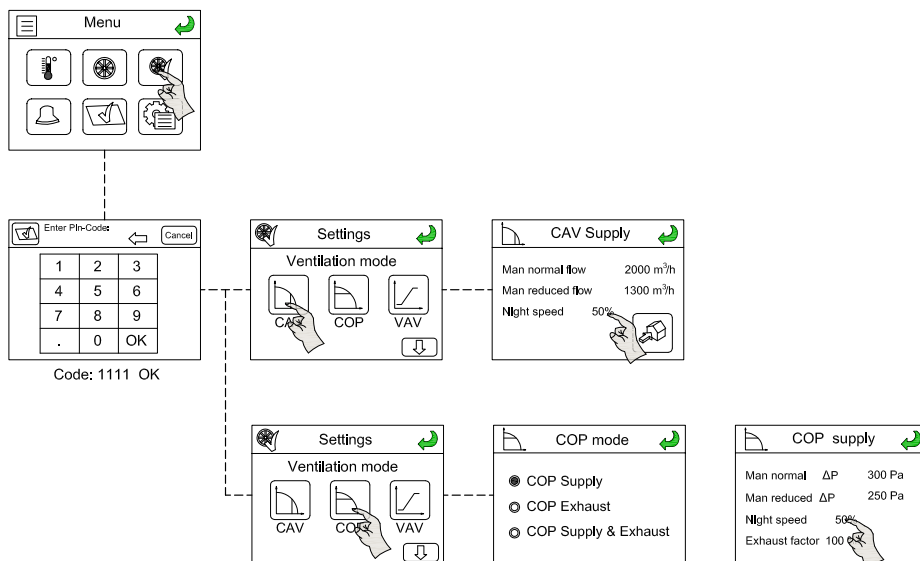 Menu
Enter PIn-Code:
Cancel
1 2 3
4 5 6
7 8 9
. 0 OK
Code: 1111 OK
Settings
Ventilation mode
COP VAV
CAV Supply
Man normal flow 2000 m³/h
Man reduced flow 1300 m³/h
NIght speed 50%
Settings
Ventilation mode
CAV VAV
COP mode
COP Supply
COP Exhaust
COP Supply & Exhaust
COP supply
Man normal ΔP 300 Pa
Man reduced ΔP 250 Pa
NIght speed 50%
Exhaust factor 100